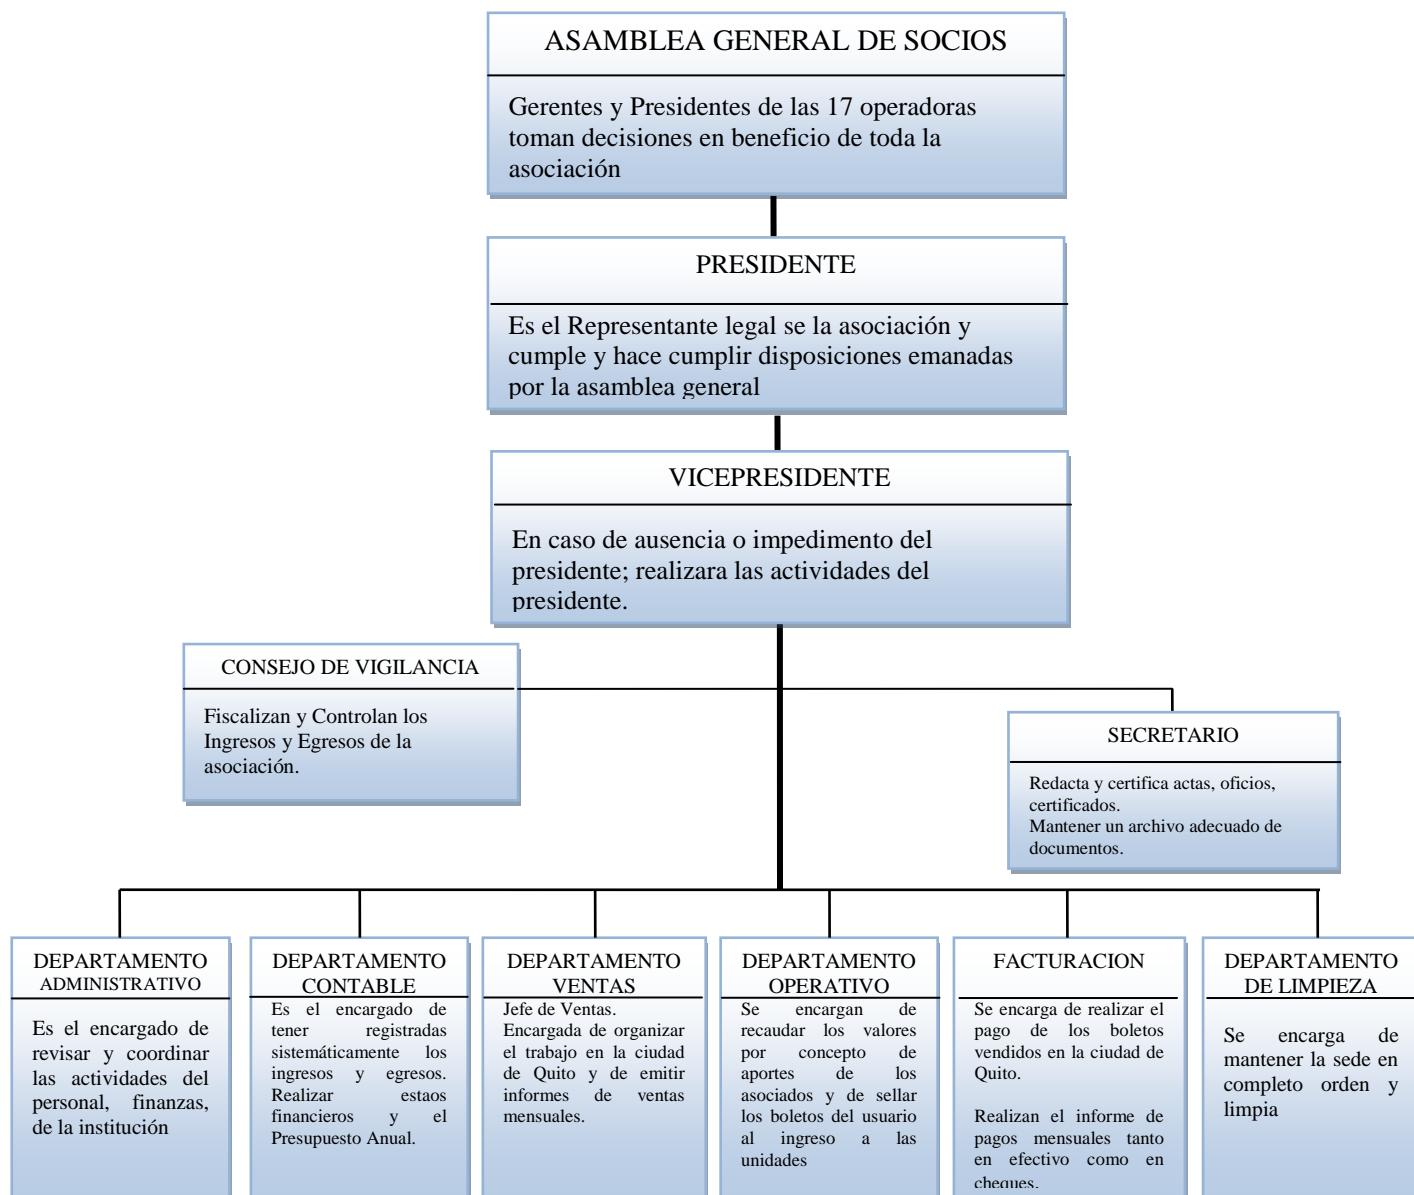 ASAMBLEA GENERAL DE SOCIOS
Gerentes y Presidentes de las 17 operadoras
toman decisiones en beneficio de toda la
asociación
PRESIDENTE
Es el Representante legal se la asociación y
cumple y hace cumplir disposiciones emanadas
por la asamblea general
VICEPRESIDENTE
En caso de ausencia o impedimento del
presidente; realizara las actividades del
presidente.
CONSEJO DE VIGILANCIA
Fiscalizan y Controlan los
Ingresos y Egresos de la
asociación.
SECRETARIO
Redacta y certifica actas, oficios,
certificados.
Mantener un archivo adecuado de
documentos.
DEPARTAMENTO
ADMINISTRATIVO
Es el encargado de
revisar y coordinar
las actividades del
personal, finanzas,
de la institución
DEPARTAMENTO
CONTABLE
Es el encargado de
tener registradas
sistemáticamente los
ingresos y egresos.
Realizar estaos
financieros y el
Presupuesto Anual.
DEPARTAMENTO
VENTAS
Jefe de Ventas.
Encargada de organizar
el trabajo en la ciudad
de Quito y de emitir
informes de ventas
mensuales.
DEPARTAMENTO
OPERATIVO
Se encargan de
recaudar los valores
por concepto de
aportes de los
asociados y de sellar
los boletos del usuario
al ingreso a las
unidades
FACTURACION
Se encarga de realizar el
pago de los boletos
vendidos en la ciudad de
Quito.
Realizan el informe de
pagos mensuales tanto
en efectivo como en
cheques.
DEPARTAMENTO
DE LIMPIEZA
Se encarga de
mantener la sede en
completo orden y
limpia